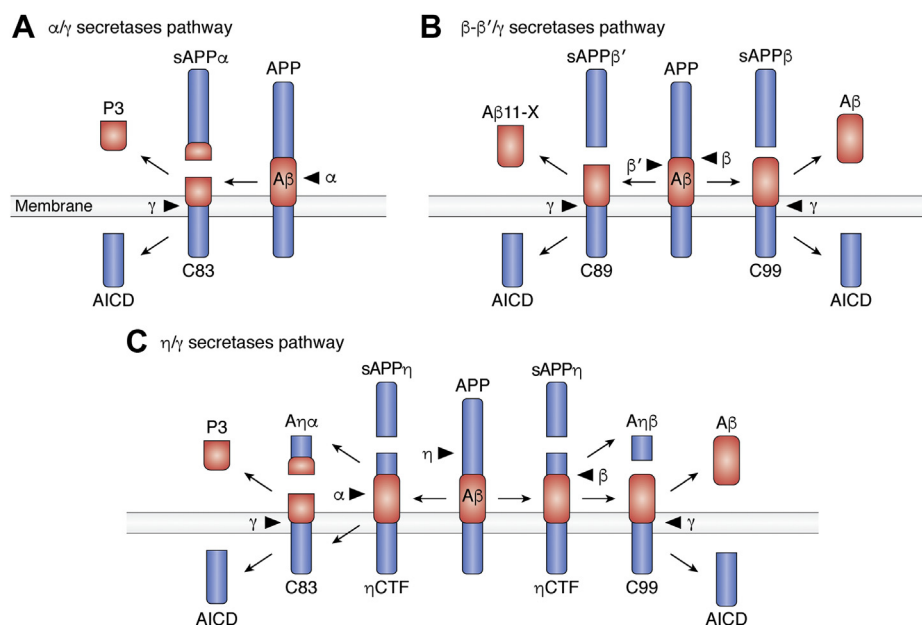 A α/γ secretases pathway
sAPPα
APP
P3
Aβ
α
Membrane
γ
C83
AICD
B β-β′/γ secretases pathway
sAPPβ′
APP
sAPPβ
Aβ11-X
Aβ
β′
β
Aβ
γ
γ
C89
C99
AICD
AICD
C η/γ secretases pathway
sAPPη
APP
sAPPη
P3
Aηα
Aηβ
Aβ
η
β
α
Aβ
γ
γ
C83
ηCTF
ηCTF
C99
AICD
AICD